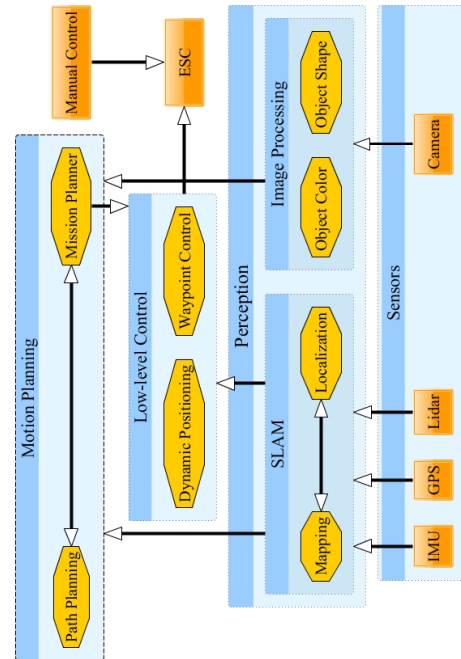 Motion Planning
Path Planning
Mission Planner
Manual Control
Low-level Control
Dynamic Positioning
Waypoint Control
ESC
Perception
SLAM
Mapping
Localization
Image Processing
Object Color
Object Shape
Sensors
IMU
GPS
Lidar
Camera